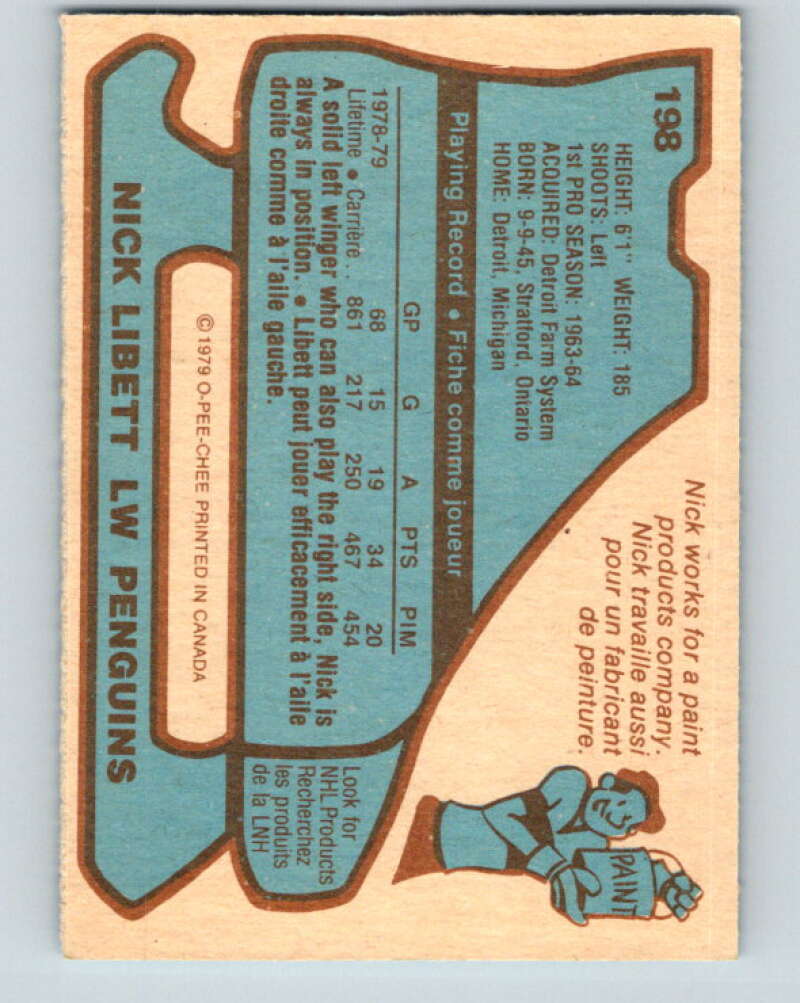 198
HEIGHT: 6'1" WEIGHT: 185
SHOOTS: Left
1st PRO SEASON: 1963-64
ACQUIRED: Detroit Farm System
BORN: 9-9-45, Stratford, Ontario
HOME: Detroit, Michigan
Nick works for a paint
products company.
Nick travaille aussi
pour un fabricant
de peinture.
PAINT
Playing Record • Fiche comme joueur
GP G A PTS PIM
1978-79 68 15 19 34 20
Lifetime • Carrière .. 861 217 250 467 454
A solid left winger who can also play the right side, Nick is
always in position. • Libett peut jouer efficacement à l'aile
droite comme à l'aile gauche.
Look for
NHL Products
Recherchez
les produits
de la LNH
© 1979 O-PEE-CHEE PRINTED IN CANADA
NICK LIBETT LW PENGUINS